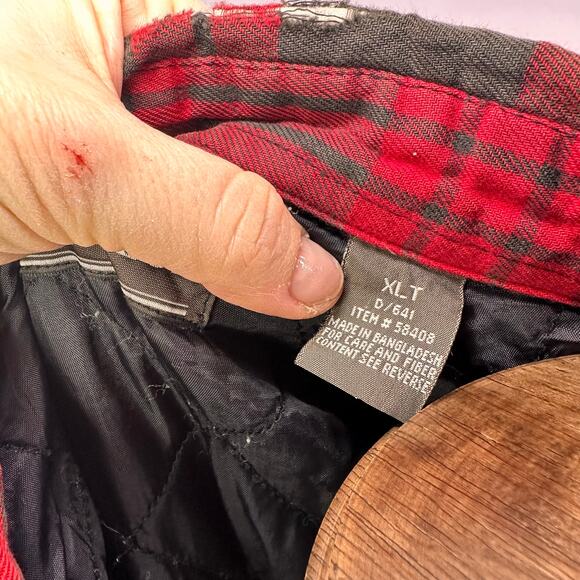 XLT
D/641
ITEM # 58408
MADE IN BANGLADESH
FOR CARE AND FIBER
CONTENT SEE REVERSE